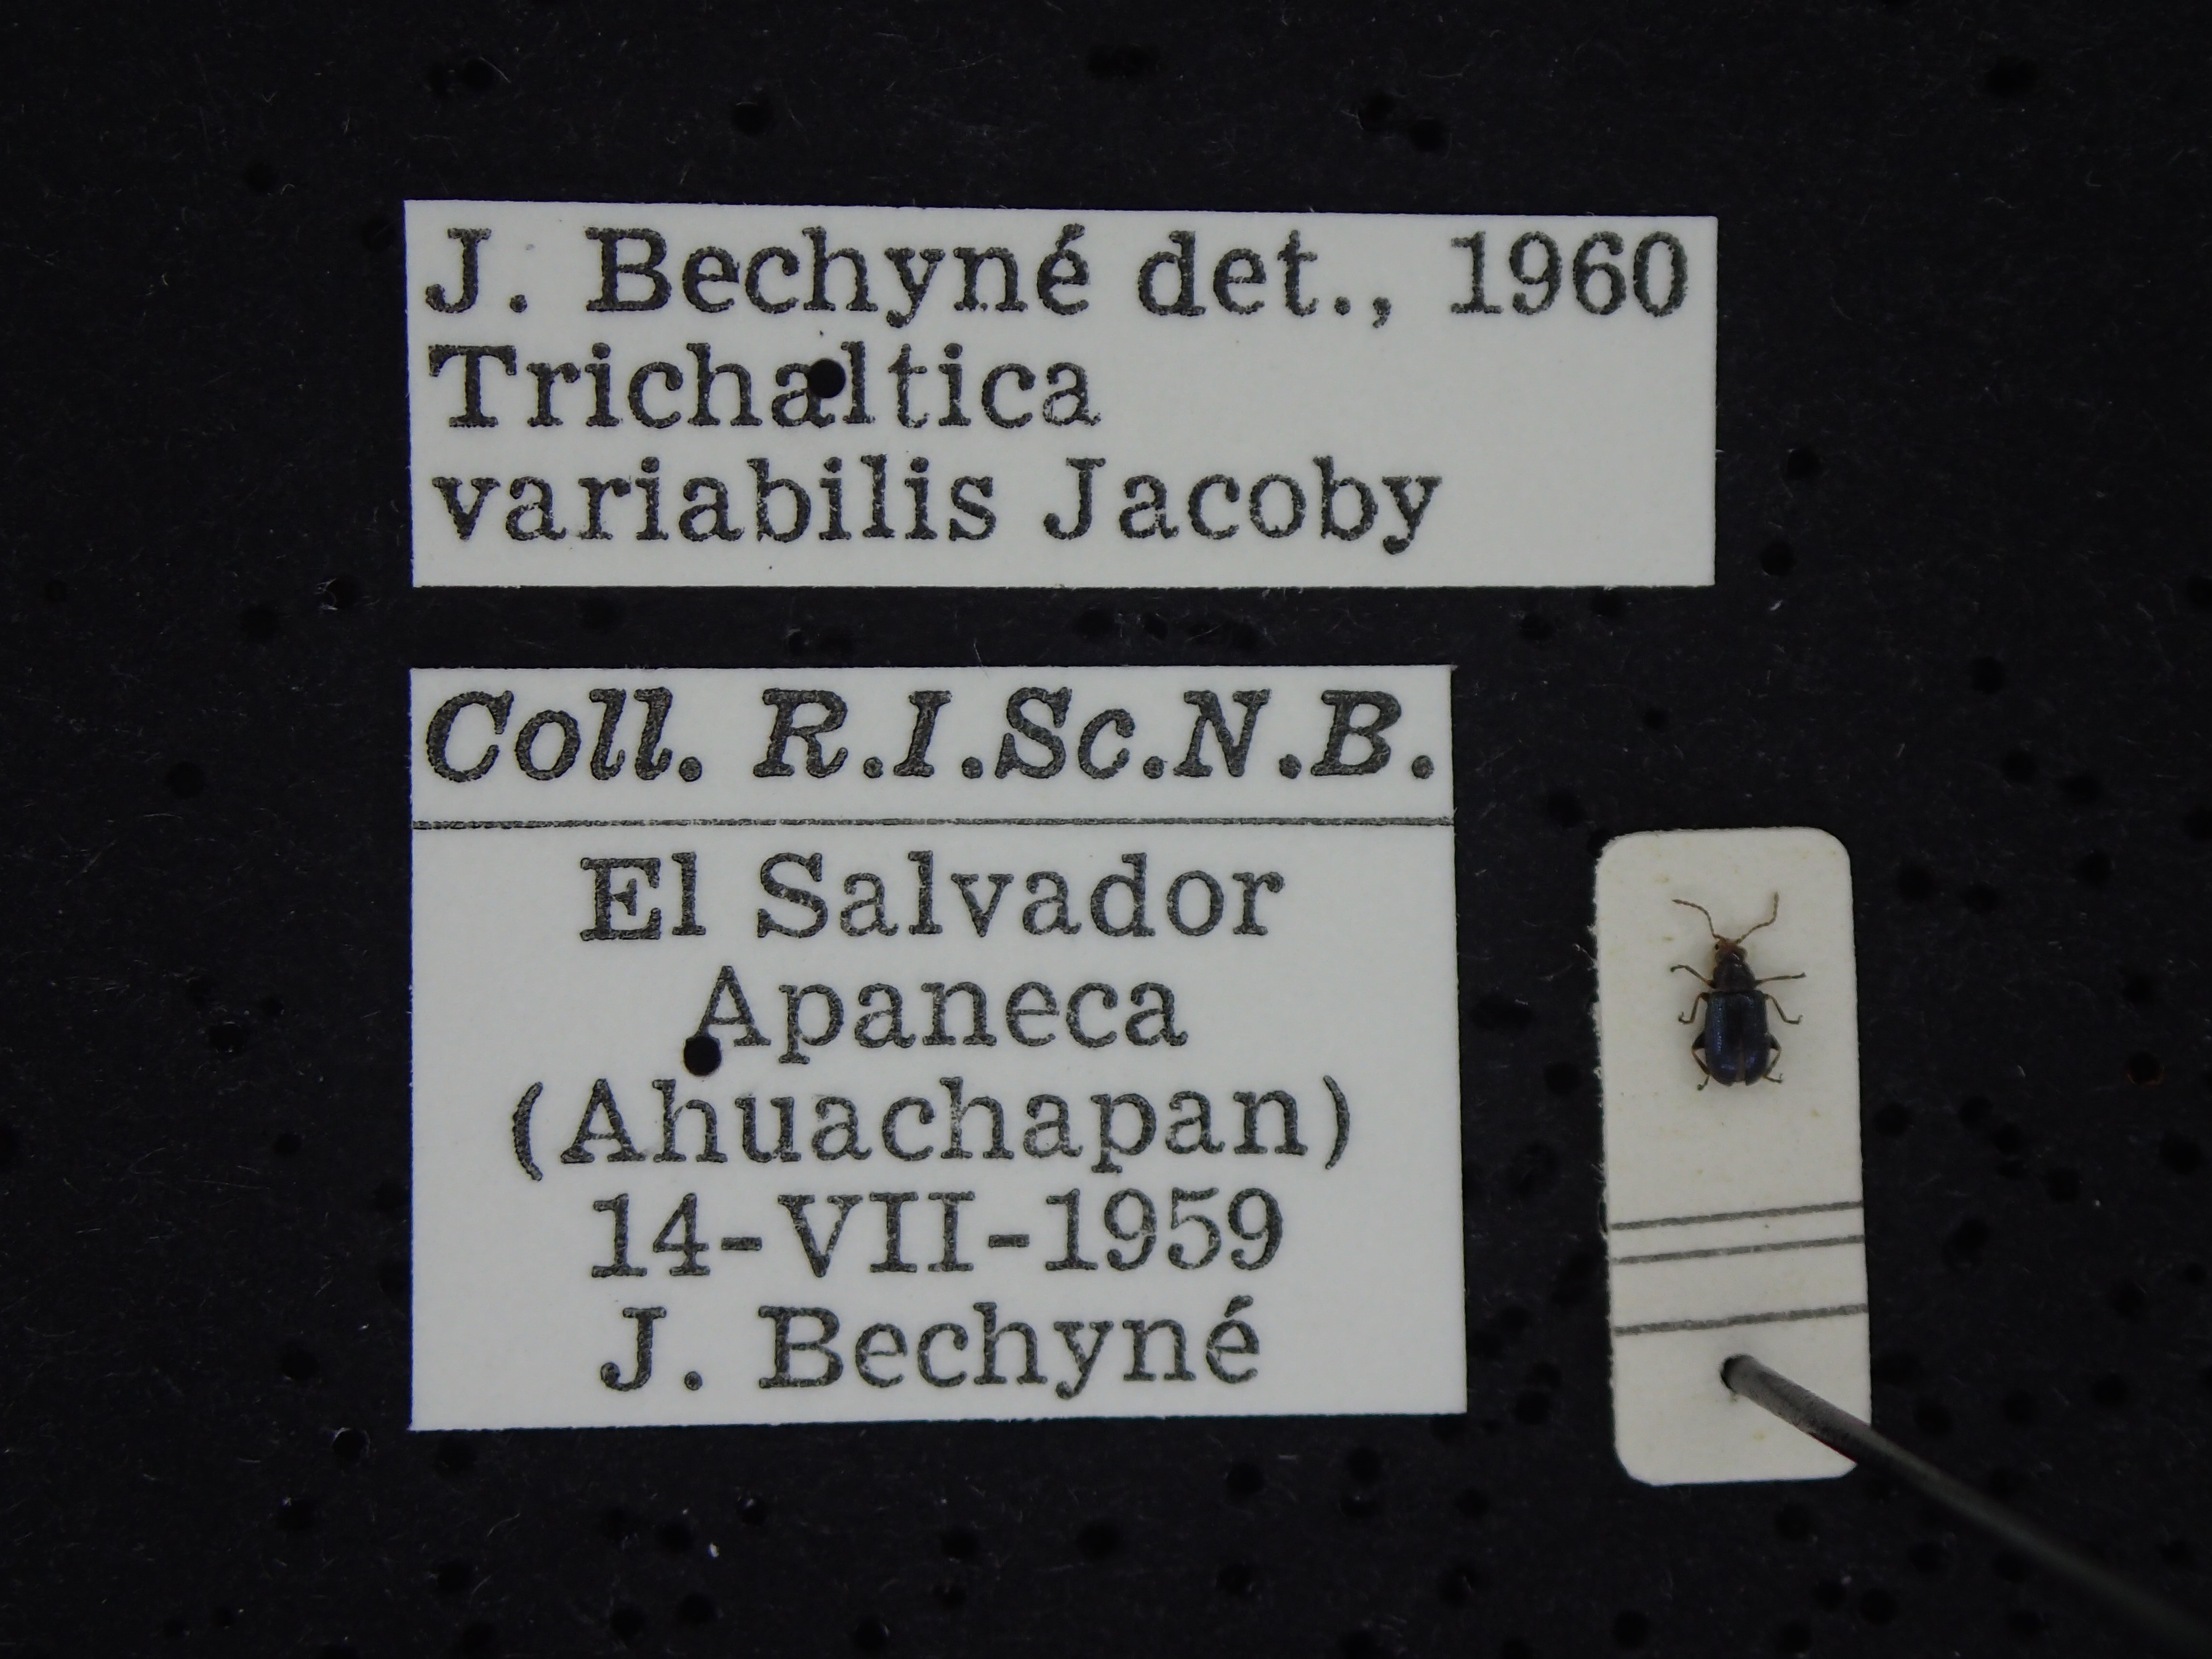 J. Bechyné det., 1960
Trichaltica
variabilis Jacoby
Coll. R.I.Sc.N.B.
El Salvador
Apaneca
(Ahuachapan)
14-VII-1959
J. Bechyné